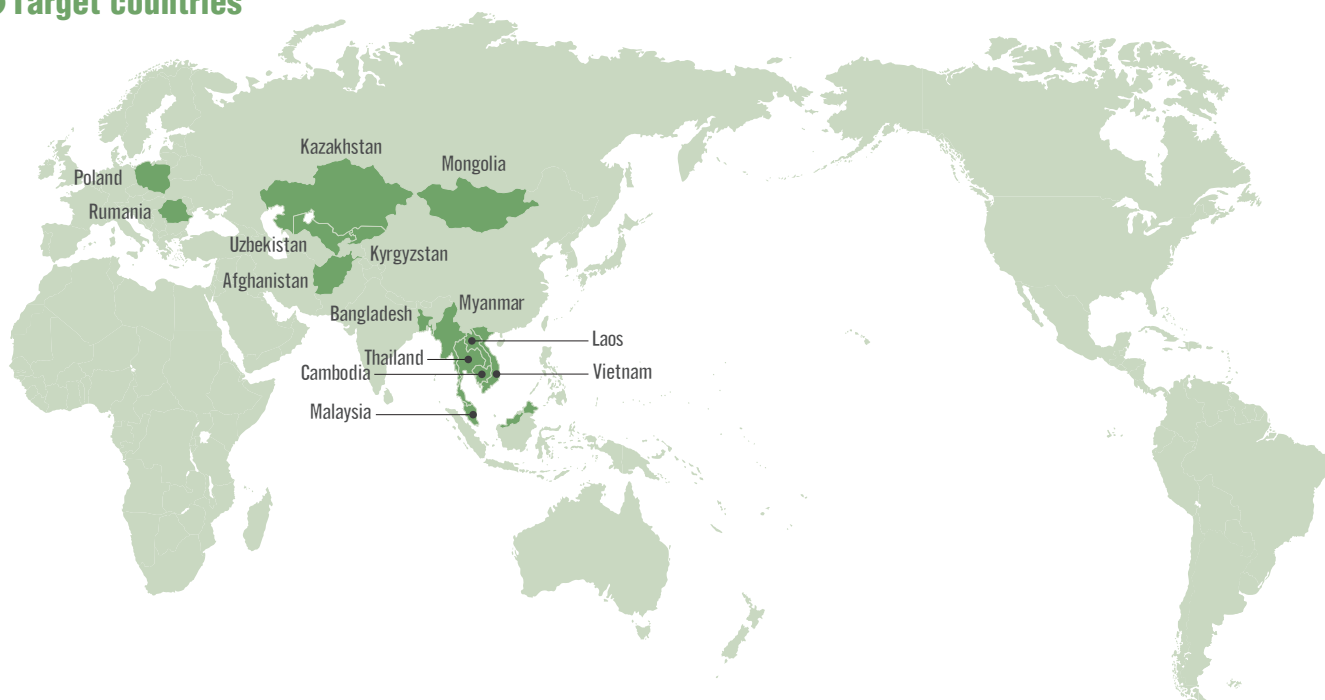 Target countries
Kazakhstan
Mongolia
Poland
Rumania
Uzbekistan
Kyrgyzstan
Afghanistan
Myanmar
Bangladesh
Laos
Thailand
Cambodia
Vietnam
Malaysia